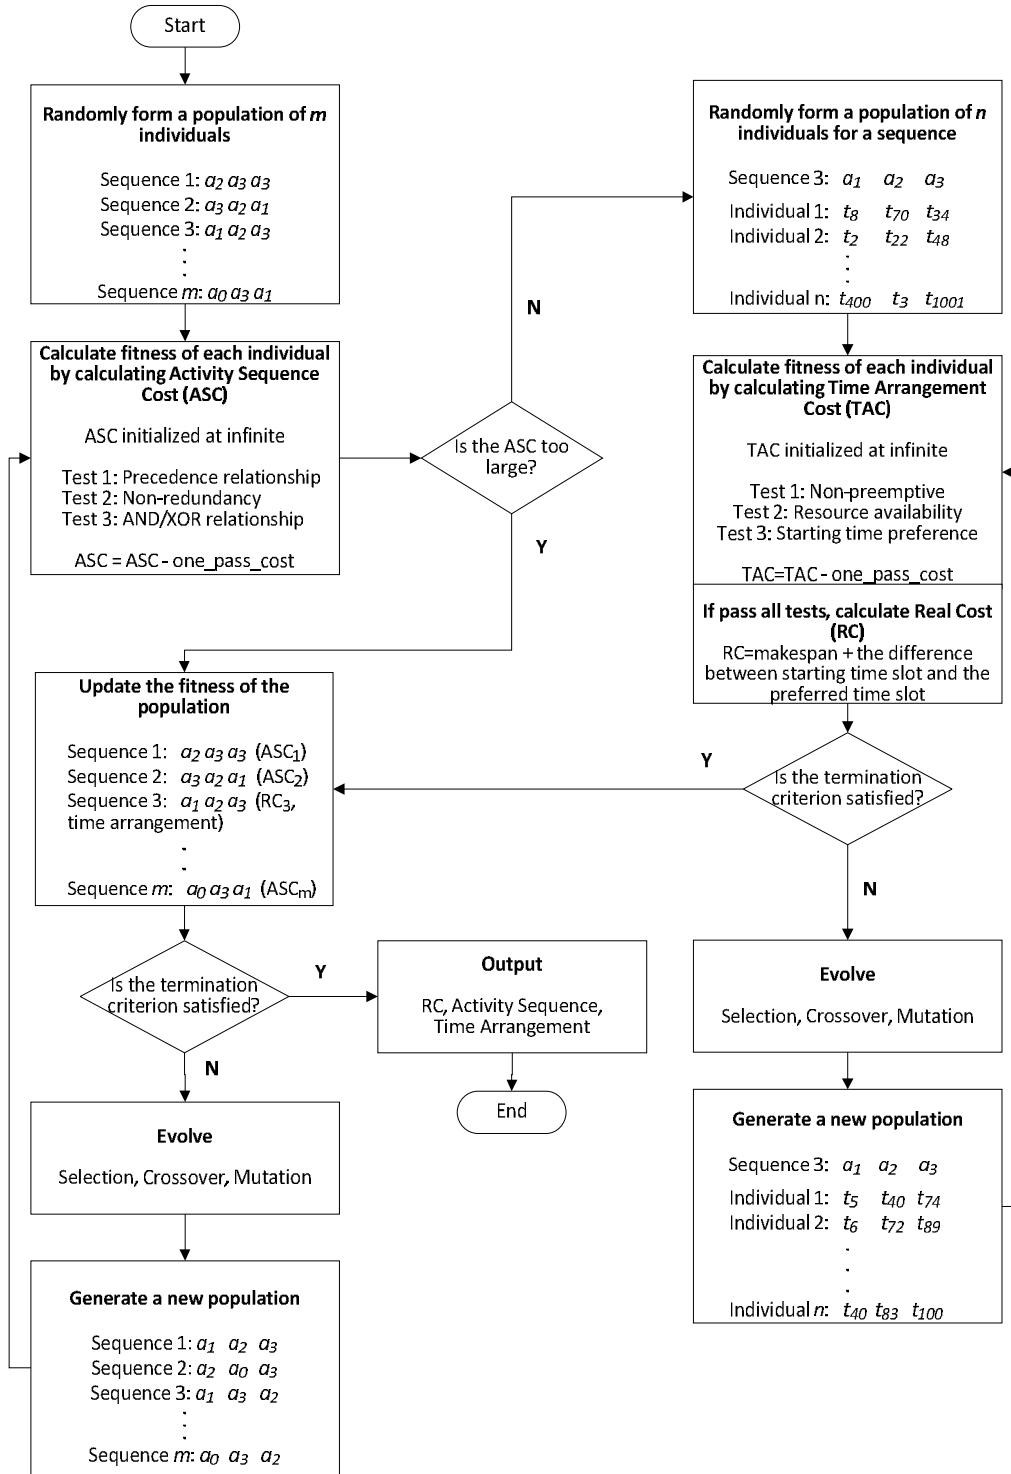 Start
Randomly form a population of m
individuals
Sequence 1: a2 a3 a3
Sequence 2: a3 a2 a1
Sequence 3: a1 a2 a3
.
.
.
Sequence m: a0 a3 a1
Calculate fitness of each individual
by calculating Activity Sequence
Cost (ASC)
ASC initialized at infinite
Test 1: Precedence relationship
Test 2: Non-redundancy
Test 3: AND/XOR relationship
ASC = ASC - one_pass_cost
Is the ASC too
large?
N
Y
Randomly form a population of n
individuals for a sequence
Sequence 3: a1 a2 a3
Individual 1: t8 t70 t34
Individual 2: t2 t22 t48
.
.
.
Individual n: t400 t3 t1001
Calculate fitness of each individual
by calculating Time Arrangement
Cost (TAC)
TAC initialized at infinite
Test 1: Non-preemptive
Test 2: Resource availability
Test 3: Starting time preference
TAC=TAC - one_pass_cost
If pass all tests, calculate Real Cost
(RC)
RC=makespan + the difference
between starting time slot and the
preferred time slot
Is the termination
criterion satisfied?
Y
N
Evolve
Selection, Crossover, Mutation
Generate a new population
Sequence 3: a1 a2 a3
Individual 1: t5 t40 t74
Individual 2: t6 t72 t89
.
.
.
Individual n: t40 t83 t100
Update the fitness of the
population
Sequence 1: a2 a3 a3 (ASC1)
Sequence 2: a3 a2 a1 (ASC2)
Sequence 3: a1 a2 a3 (RC3,
time arrangement)
.
.
Sequence m: a0 a3 a1 (ASCm)
Is the termination
criterion satisfied?
Y
N
Output
RC, Activity Sequence,
Time Arrangement
End
Evolve
Selection, Crossover, Mutation
Generate a new population
Sequence 1: a1 a2 a3
Sequence 2: a2 a0 a3
Sequence 3: a1 a3 a2
.
.
.
Sequence m: a0 a3 a2